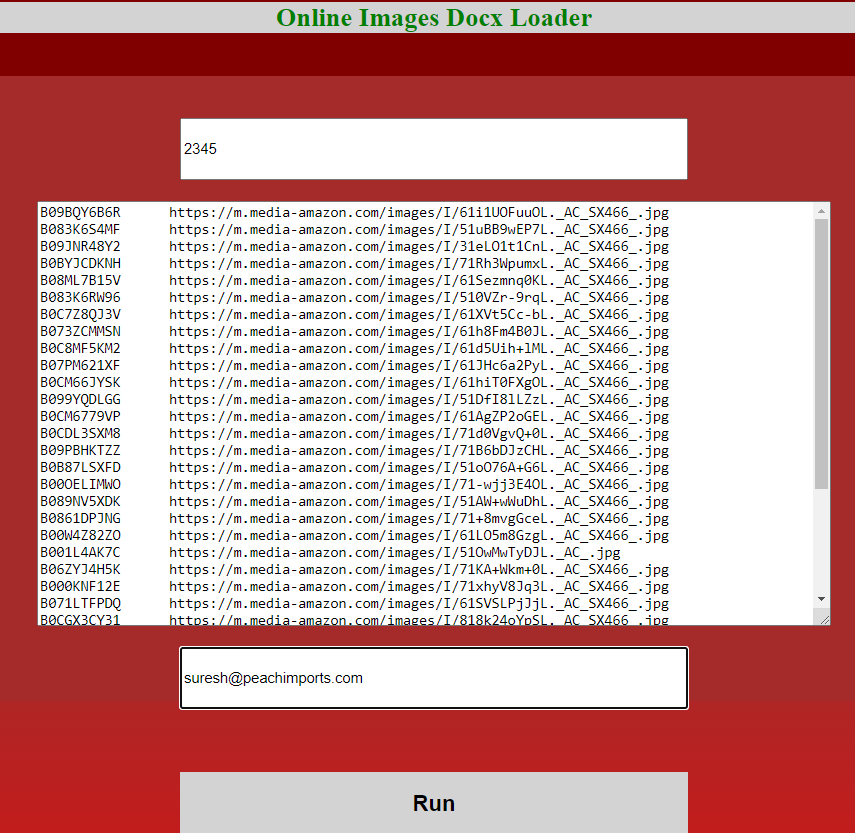 Online Images Docx Loader
2345
B09BQY6B6R https://m.media-amazon.com/images/I/61i1UOFuuOL._AC_SX466_.jpg
B083K6S4MF https://m.media-amazon.com/images/I/51uBB9wEP7L._AC_SX466_.jpg
B09JNR48Y2 https://m.media-amazon.com/images/I/31eLO1t1CnL._AC_SX466_.jpg
B0BYJCDKNH https://m.media-amazon.com/images/I/71Rh3WpumxL._AC_SX466_.jpg
B08ML7B15V https://m.media-amazon.com/images/I/61Sezmnq0KL._AC_SX466_.jpg
B083K6RW96 https://m.media-amazon.com/images/I/510VZr-9rqL._AC_SX466_.jpg
B0C7Z8QJ3V https://m.media-amazon.com/images/I/61XVt5Cc-bL._AC_SX466_.jpg
B073ZCMMSN https://m.media-amazon.com/images/I/61h8Fm4B0JL._AC_SX466_.jpg
B0C8MF5KM2 https://m.media-amazon.com/images/I/61d5Uih+lML._AC_SX466_.jpg
B07PM621XF https://m.media-amazon.com/images/I/61JHc6a2PyL._AC_SX466_.jpg
B0CM66JYSK https://m.media-amazon.com/images/I/61hiT0FXgOL._AC_SX466_.jpg
B099YQDLGG https://m.media-amazon.com/images/I/51DfI8lLZzL._AC_SX466_.jpg
B0CM6779VP https://m.media-amazon.com/images/I/61AgZP2oGEL._AC_SX466_.jpg
B0CDL3SXM8 https://m.media-amazon.com/images/I/71d0VgvQ+0L._AC_SX466_.jpg
B09PBHKTZZ https://m.media-amazon.com/images/I/71B6bDJzCHL._AC_SX466_.jpg
B0B87LSXFD https://m.media-amazon.com/images/I/51oO76A+G6L._AC_SX466_.jpg
B00OELIMWO https://m.media-amazon.com/images/I/71-wjj3E4OL._AC_SX466_.jpg
B089NV5XDK https://m.media-amazon.com/images/I/51AW+wWuDhL._AC_SX466_.jpg
B0861DPJNG https://m.media-amazon.com/images/I/71+8mvgGceL._AC_SX466_.jpg
B00W4Z82ZO https://m.media-amazon.com/images/I/61LO5m8GzgL._AC_SX466_.jpg
B001L4AK7C https://m.media-amazon.com/images/I/51OwMwTyDJL._AC_.jpg
B06ZYJ4H5K https://m.media-amazon.com/images/I/71KA+Wkm+0L._AC_SX466_.jpg
B000KNF12E https://m.media-amazon.com/images/I/71xhyV8Jq3L._AC_SX466_.jpg
B071LTFPDQ https://m.media-amazon.com/images/I/61SVSLPjJjL._AC_SX466_.jpg
B0CGX3CY31 https://m.media-amazon.com/images/I/818k24oYpSL._AC_SX466_.jpg
suresh@peachimports.com
Run